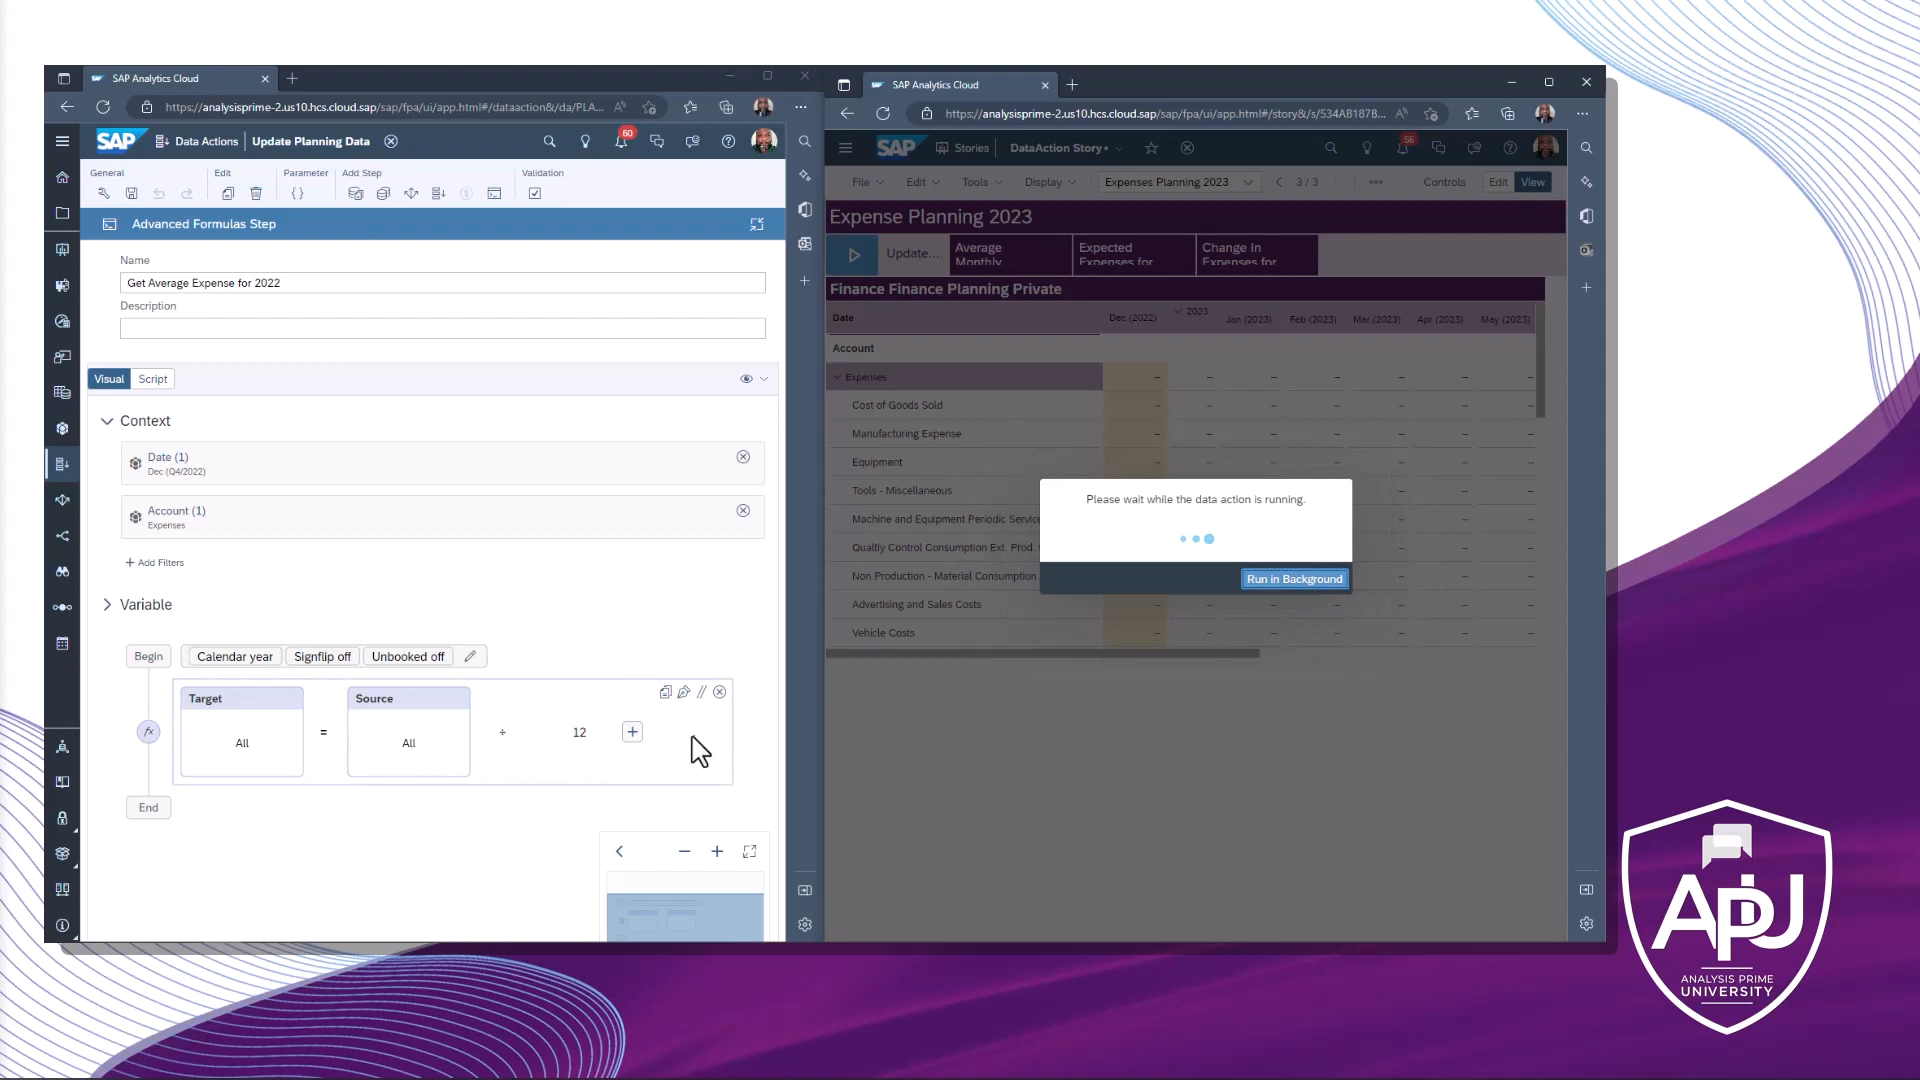 SAP Analytics Cloud
https://analysisprime-2.us10.hcs.cloud.sap/sap/fpa/ui/app.html#/dataaction&/da/PLA...
SAP Data Actions Update Planning Data 60
General Edit Parameter Add Step Validation
Advanced Formulas Step
Name
Get Average Expense for 2022
Description
Visual Script
Context
Date (1)
Dec (Q4/2022)
Account (1)
Expenses
+ Add Filters
Variable
Begin Calendar year Signflip off Unbooked off
Target Source
fx All = All ÷ 12 +
End
SAP Analytics Cloud
https://analysisprime-2.us10.hcs.cloud.sap/sap/fpa/ui/app.html#/story&/s/534AB187B...
SAP Stories DataAction Story 56
File Edit Tools Display Expenses Planning 2023 3 / 3 Controls Edit View
Expense Planning 2023
Update... Average Monthly Expected Expenses for Change In Expenses for
Finance Finance Planning Private
Date Dec (2022) 2023 Jan (2023) Feb (2023) Mar (2023) Apr (2023) May (2023)
Account
Expenses – – – – – – –
Cost of Goods Sold – – – – – – –
Manufacturing Expense – – – – – – –
Equipment – – – – – – –
Tools - Miscellaneous – –
Machine and Equipment Periodic Service – –
Qualtiy Control Consumption Ext. Prod. – –
Non Production - Material Consumption – –
Advertising and Sales Costs – – – – – – –
Vehicle Costs – – – – – – –
Please wait while the data action is running.
Run in Background
APU
ANALYSIS PRIME
UNIVERSITY